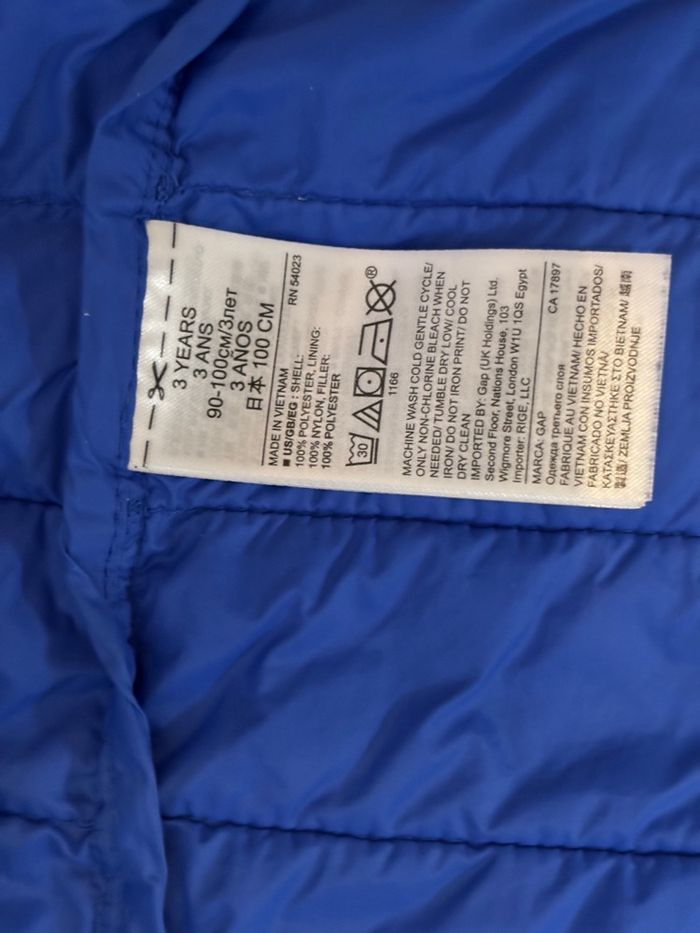 3 YEARS
3 ANS
90-100см/3лет
3 AÑOS
日本 100 CM
RN 54023
MADE IN VIETNAM
■ US/GB/EG : SHELL:
100% POLYESTER, LINING:
100% NYLON, FILLER:
100% POLYESTER
30
®
1166
MACHINE WASH COLD GENTLE CYCLE/
ONLY NON-CHLORINE BLEACH WHEN
NEEDED/ TUMBLE DRY LOW/ COOL
IRON/ DO NOT IRON PRINT/ DO NOT
DRY CLEAN
IMPORTED BY: Gap (UK Holdings) Ltd.
Second Floor, Nations House, 103
Wigmore Street, London W1U 1QS Egypt
Importer: RIGE, LLC
MARCA: GAP CA 17897
Одежда третьего слоя
FABRIQUE AU VIETNAM/ HECHO EN
VIETNAM CON INSUMOS IMPORTADOS/
FABRICADO NO VIETNÃ/
ΚΑΤΑΣΚΕΥΑΣΤΗΚΕ ΣΤΟ ΒΙΕΤΝΑΜ/ 越南
製造/ ZEMLJA PROIZVODNJE